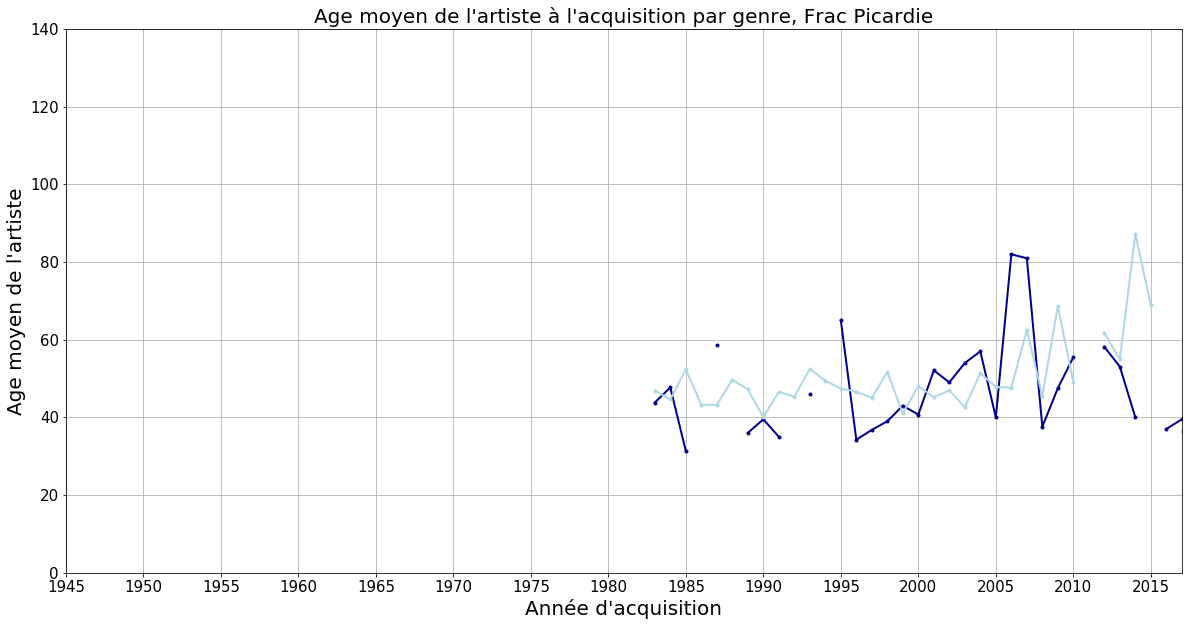 Age moyen de l'artiste à l'acquisition par genre, Frac Picardie
140
120
100
80
60
40
20
0
Age moyen de l'artiste
1945 1950 1955 1960 1965 1970 1975 1980 1985 1990 1995 2000 2005 2010 2015
Année d'acquisition